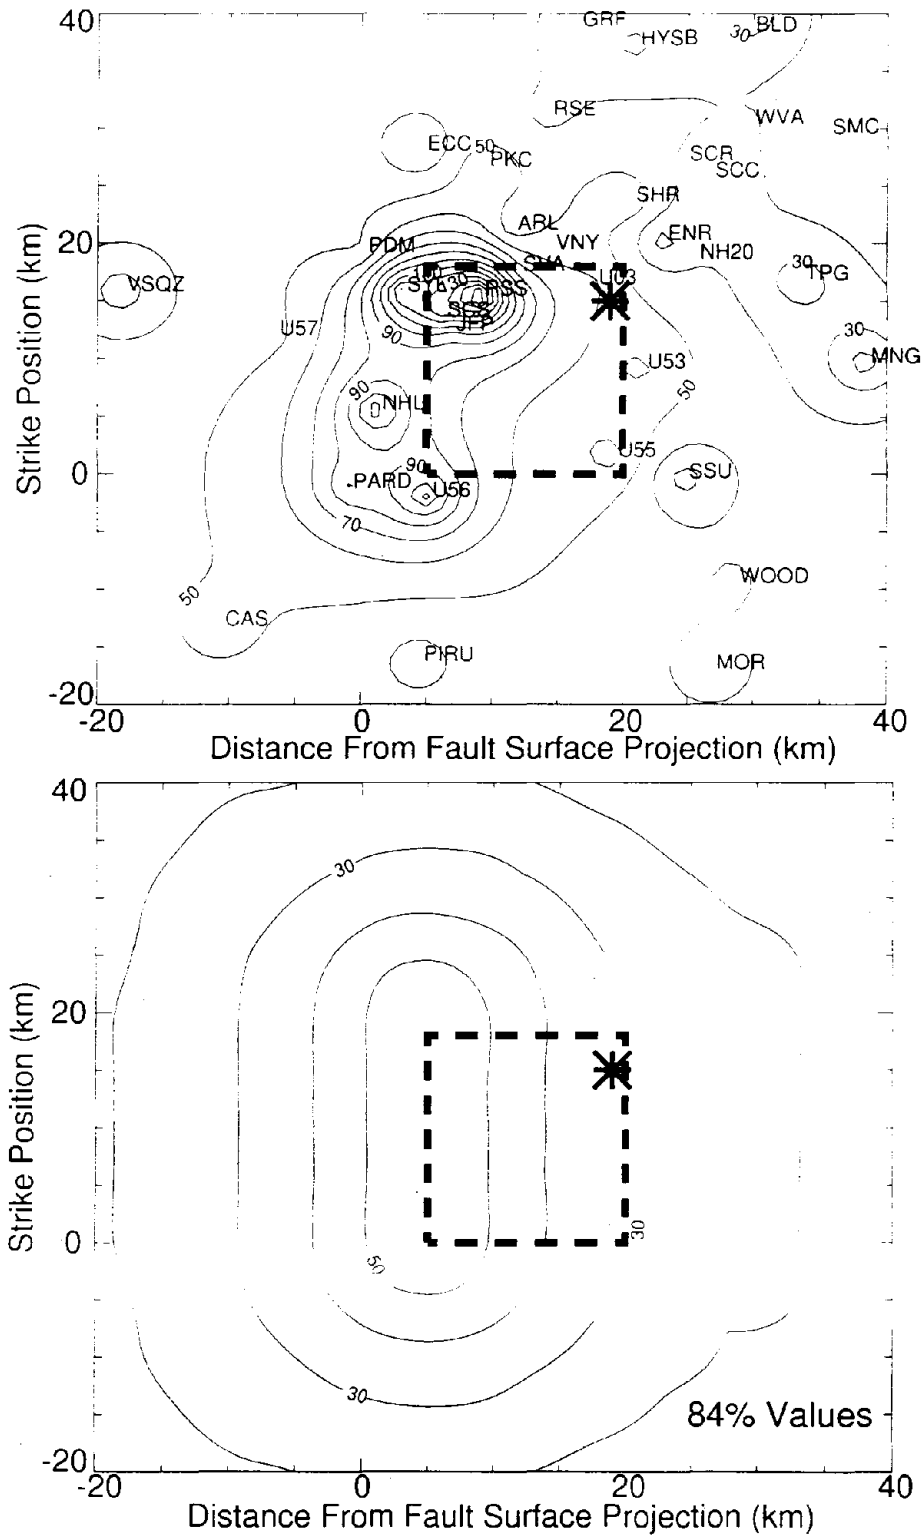 40
GRF
BLD
30
HYSB
RSE
WVA
SMC
ECC
50
PKC
SCR
SCC
SHR
ARL
20
PDM
VNY
ENR
NH20
30
TPG
VSQZ
RSS
U03
U57
JFP
90
30
MNG
U53
90
NHL
50
U55
0
90
PARD
U56
SSU
70
50
WOOD
CAS
PIRU
MOR
-20
-20
0
20
40
Strike Position (km)
Distance From Fault Surface Projection (km)
40
30
20
30
0
50
30
84% Values
-20
-20
0
20
40
Strike Position (km)
Distance From Fault Surface Projection (km)